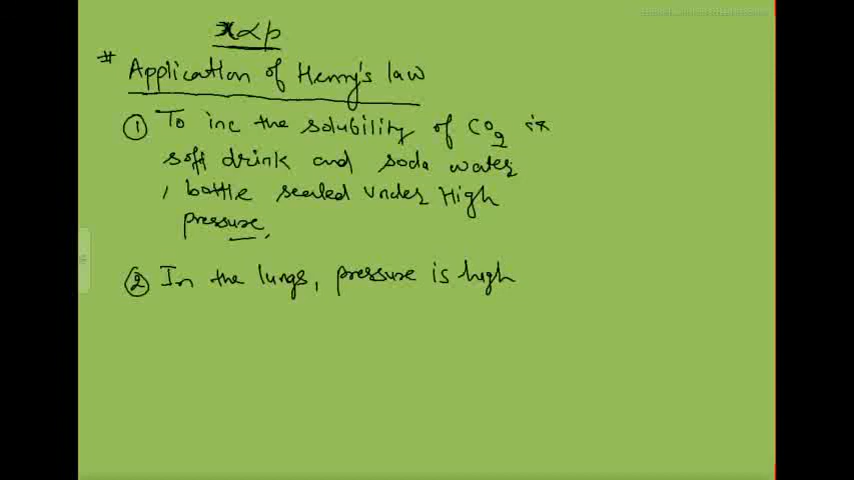 x∝p
# Application of Henry's law
① To inc the solubility of CO2 in
soft drink and soda water
, bottle sealed under High
pressure.
② In the lungs, pressure is high